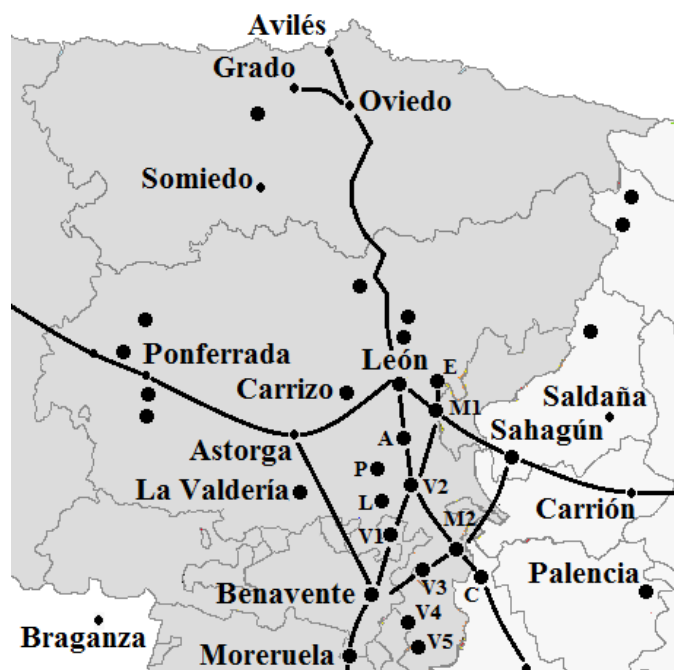 Avilés
Grado
Oviedo
Somiedo
Ponferrada
León
E
Carrizo
M1
Saldaña
Astorga
A
Sahagún
P
La Valdería
V2
L
Carrión
V1
M2
Benavente
V3
C
Palencia
V4
Braganza
V5
Moreruela